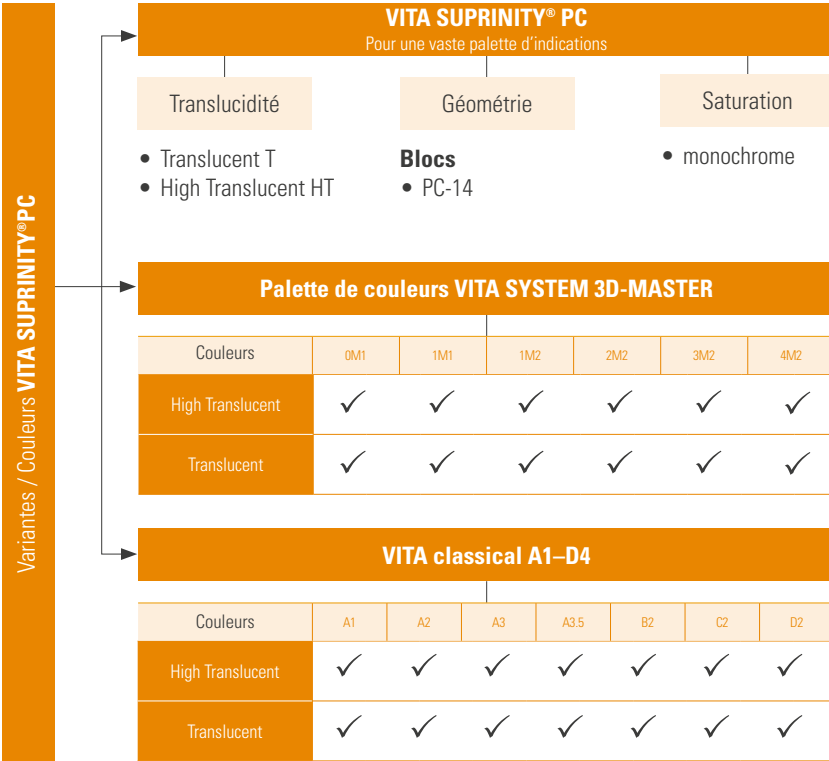 Variantes / Couleurs VITA SUPRINITY® PC
VITA SUPRINITY® PC
Pour une vaste palette d'indications
Translucidité
• Translucent T
• High Translucent HT
Géométrie
Blocs
• PC-14
Saturation
• monochrome
Palette de couleurs VITA SYSTEM 3D-MASTER
Couleurs 0M1 1M1 1M2 2M2 3M2 4M2
High Translucent ✓ ✓ ✓ ✓ ✓ ✓
Translucent ✓ ✓ ✓ ✓ ✓ ✓
VITA classical A1–D4
Couleurs A1 A2 A3 A3.5 B2 C2 D2
High Translucent ✓ ✓ ✓ ✓ ✓ ✓ ✓
Translucent ✓ ✓ ✓ ✓ ✓ ✓ ✓